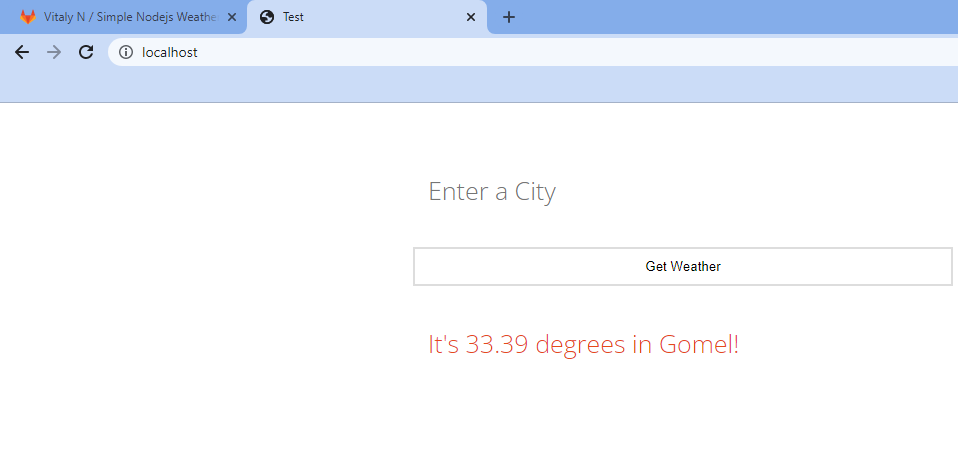 Vitaly N / Simple Nodejs Weathe
Test
localhost
Enter a City
Get Weather
It's 33.39 degrees in Gomel!